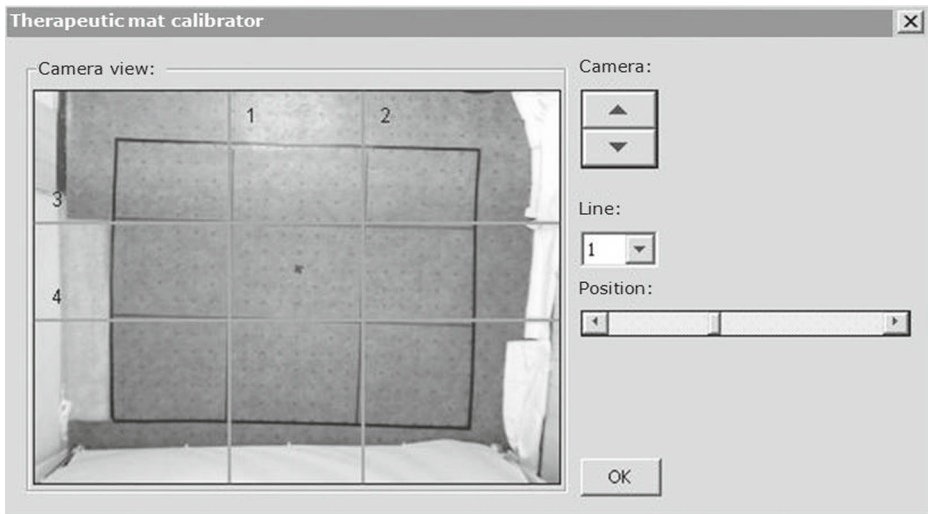 Therapeutic mat calibrator
Camera view:
Camera:
1
2
3
4
Line:
1
Position:
OK